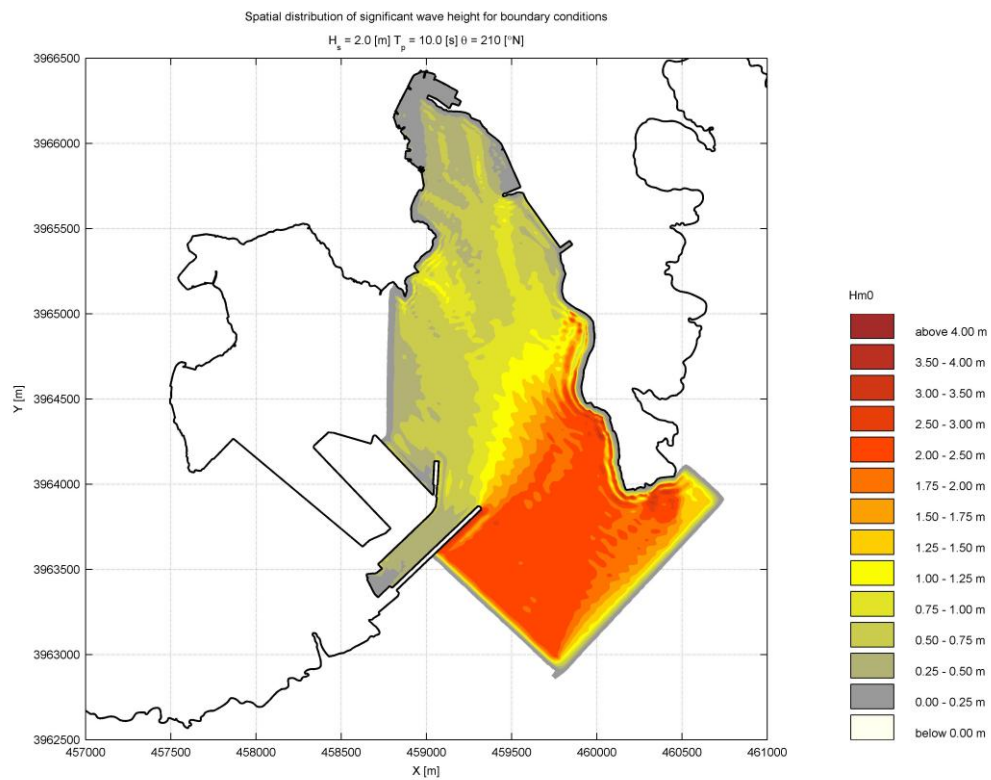 Spatial distribution of significant wave height for boundary conditions
Hs = 2.0 [m] Tp = 10.0 [s] θ = 210 [°N]
3966500
3966000
3965500
3965000
3964500
3964000
3963500
3963000
3962500
Y [m]
457000 457500 458000 458500 459000 459500 460000 460500 461000
X [m]
Hm0
above 4.00 m
3.50 - 4.00 m
3.00 - 3.50 m
2.50 - 3.00 m
2.00 - 2.50 m
1.75 - 2.00 m
1.50 - 1.75 m
1.25 - 1.50 m
1.00 - 1.25 m
0.75 - 1.00 m
0.50 - 0.75 m
0.25 - 0.50 m
0.00 - 0.25 m
below 0.00 m